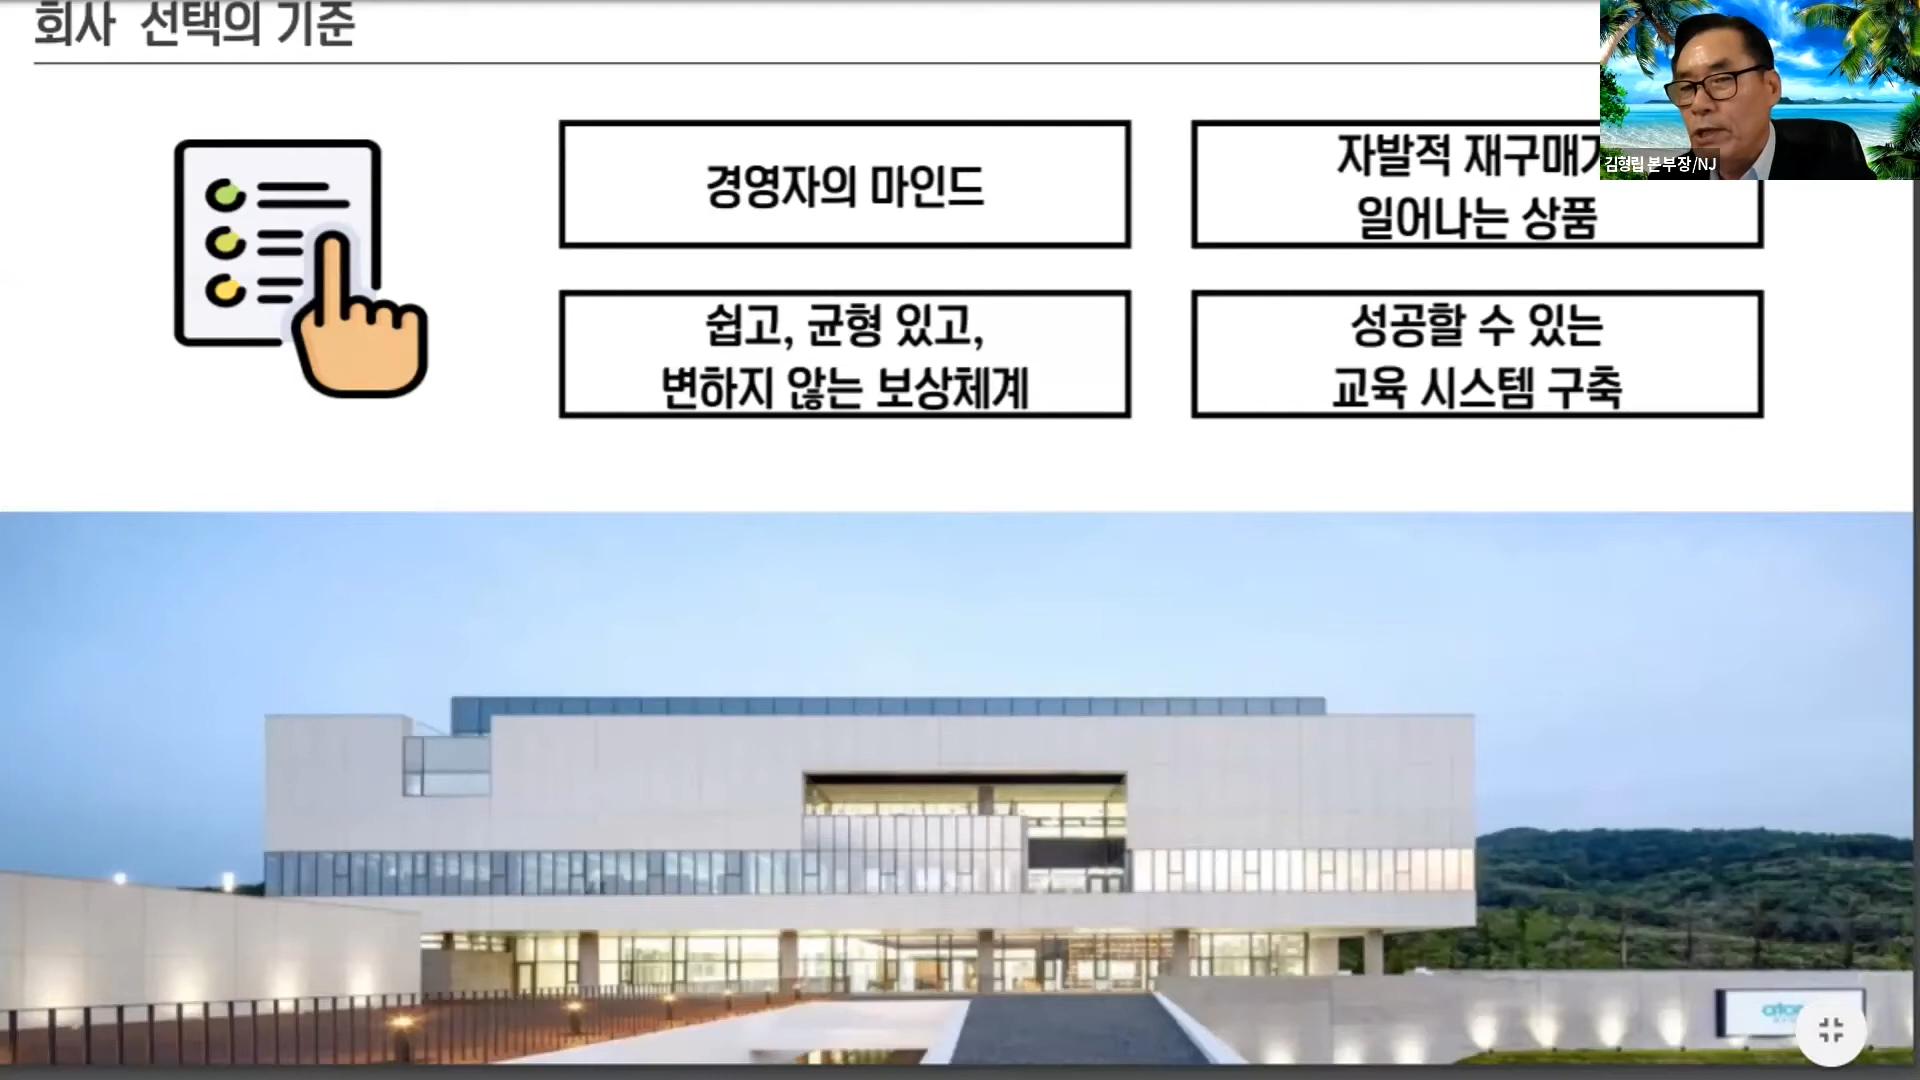 회사 선택의 기준
경영자의 마인드
자발적 재구매가
일어나는 상품
쉽고, 균형 있고,
변하지 않는 보상체계
성공할 수 있는
교육 시스템 구축
김형립 본부장/NJ